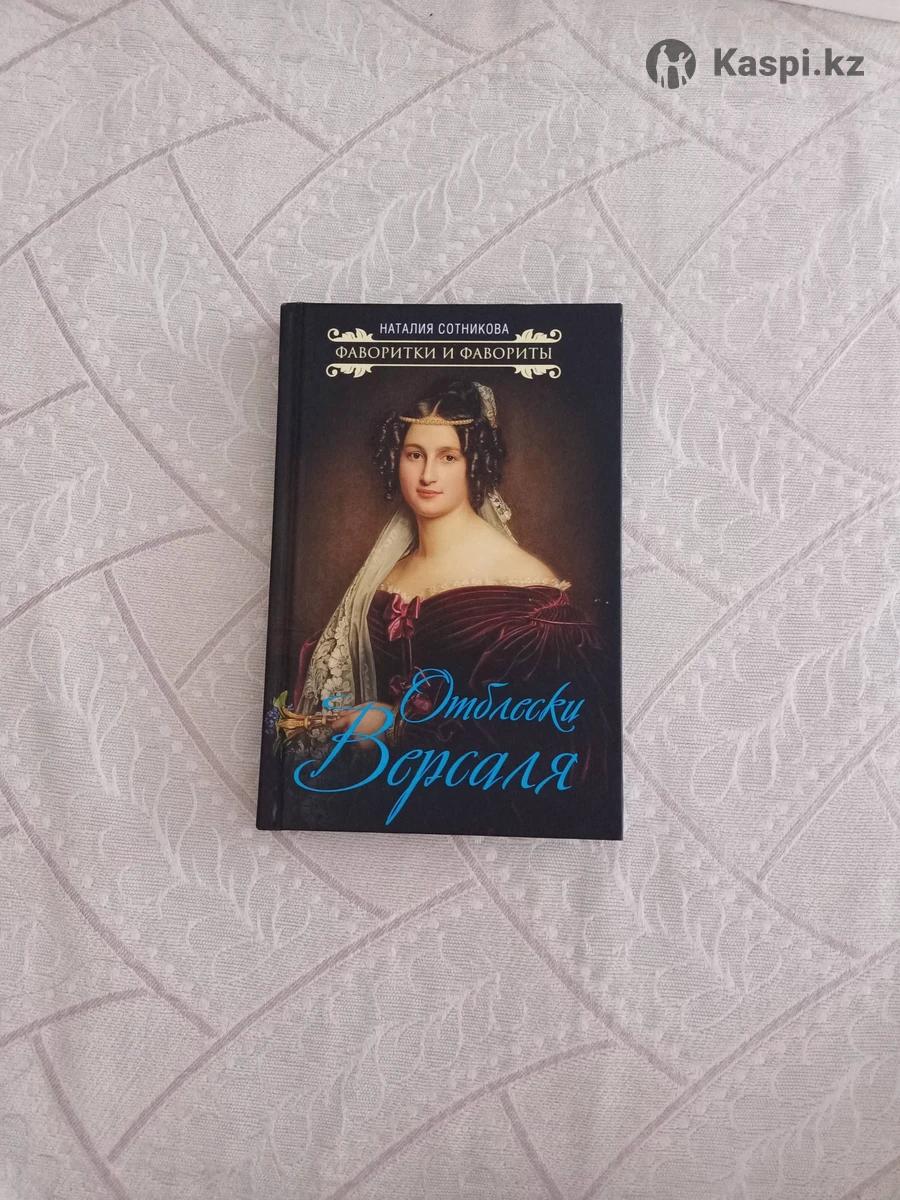 Kaspi.kz
НАТАЛИЯ СОТНИКОВА
ФАВОРИТКИ И ФАВОРИТЫ
Отблески
Версаля